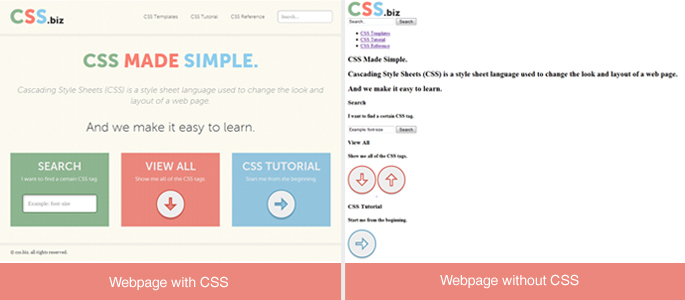 CSS.biz
CSS Templates
CSS Tutorial
CSS Reference
Search...
CSS MADE SIMPLE.
Cascading Style Sheets (CSS) is a style sheet language used to change the look and
layout of a web page.
And we make it easy to learn.
SEARCH
I want to find a certain CSS tag
Example: font-size
VIEW ALL
Show me all of the CSS tags.
CSS TUTORIAL
Start me from the beginning.
© css.biz. all rights reserved.
Webpage with CSS
CSS.biz
Search...
Search
CSS Templates
CSS Tutorial
CSS Reference
CSS Made Simple.
Cascading Style Sheets (CSS) is a style sheet language used to change the look and layout of a web page.
And we make it easy to learn.
Search
I want to find a certain CSS tag.
Example: font-size
Search
View All
Show me all of the CSS tags.
CSS Tutorial
Start me from the beginning.
Webpage without CSS